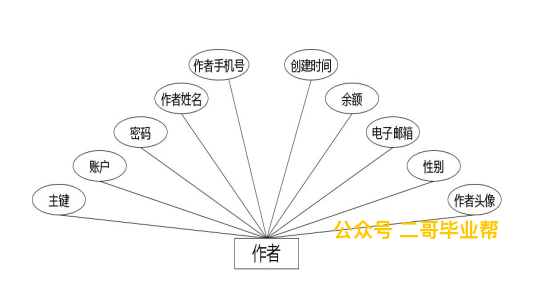 作者手机号 创建时间
作者姓名 余额
密码 电子邮箱
账户 性别
主键 作者头像
公众号 二哥毕业帮
作者